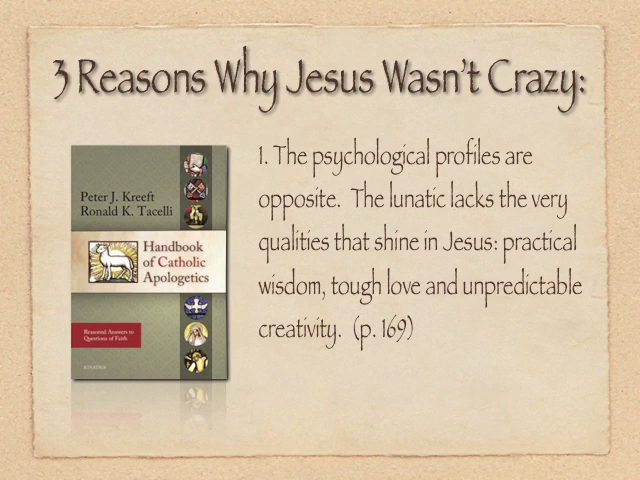 3 Reasons Why Jesus Wasn't Crazy:
Peter J. Kreeft
Ronald K. Tacelli
Handbook
of Catholic
Apologetics
Reasoned Answers to
Questions of Faith
IGNATIUS
1. The psychological profiles are
opposite. The lunatic lacks the very
qualities that shine in Jesus: practical
wisdom, tough love and unpredictable
creativity. (p. 169)